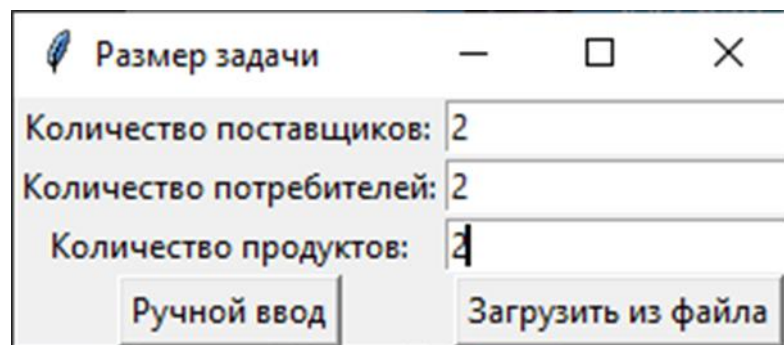 Размер задачи
Количество поставщиков: 2
Количество потребителей: 2
Количество продуктов: 2
Ручной ввод Загрузить из файла